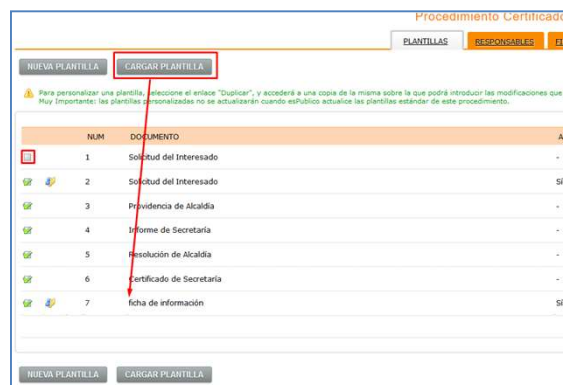 Procedimiento Certificado
PLANTILLAS RESPONSABLES
NUEVA PLANTILLA CARGAR PLANTILLA
Para personalizar una plantilla, seleccione el enlace "Duplicar", y accederá a una copia de la misma sobre la que podrá introducir las modificaciones que
Muy Importante: las plantillas personalizadas no se actualizarán cuando esPublico actualice las plantillas estándar de este procedimiento.
NUM DOCUMENTO A
1 Solicitud del Interesado -
2 Solicitud del Interesado Sí
3 Providencia de Alcaldía -
4 Informe de Secretaría -
5 Resolución de Alcaldía -
6 Certificado de Secretaría -
7 ficha de información Sí
NUEVA PLANTILLA CARGAR PLANTILLA